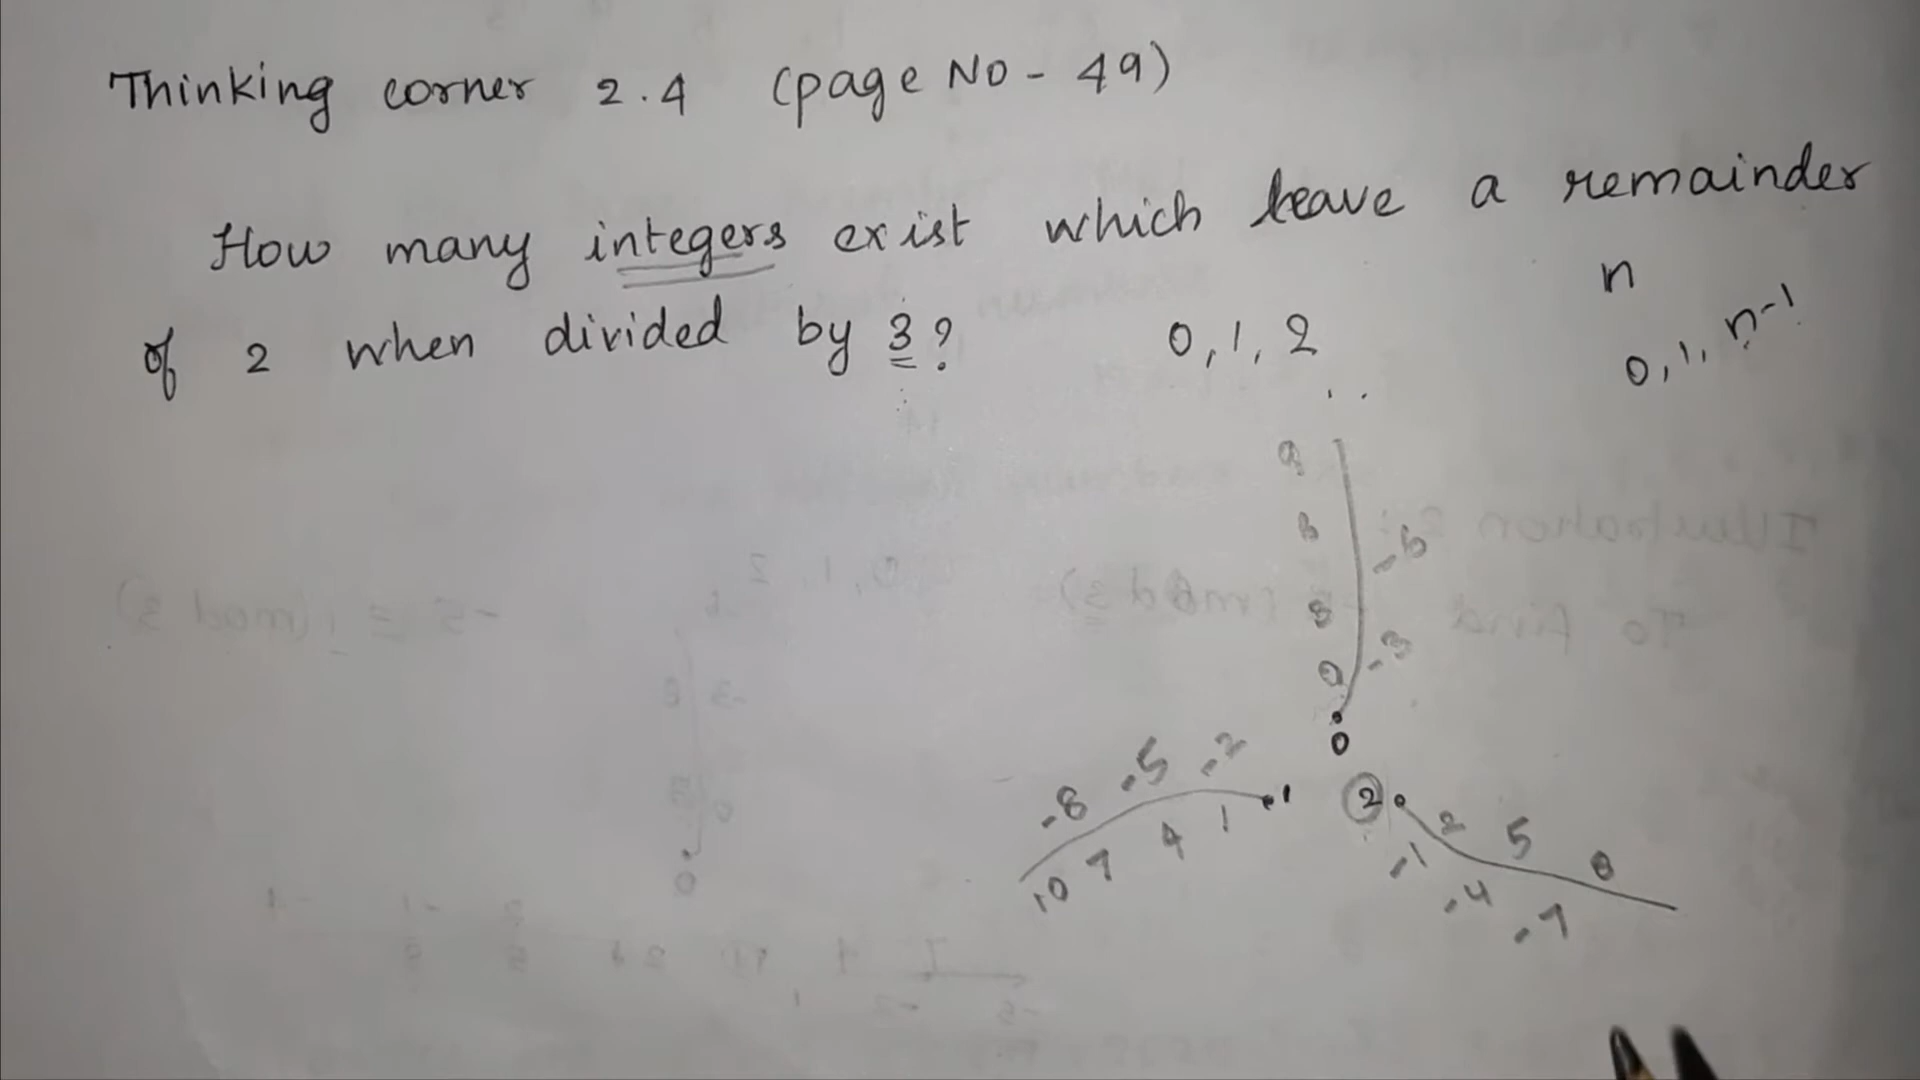 Thinking corner 2.4 (page No - 49)
How many integers exist which leave a remainder
of 2 when divided by 3?
0, 1, 2
n
0, 1, n-1
9
6 -6
3
0 -3
0
-8 -5 -2
10 7 4 1
1
2
2 5 8
-1 -4 -7